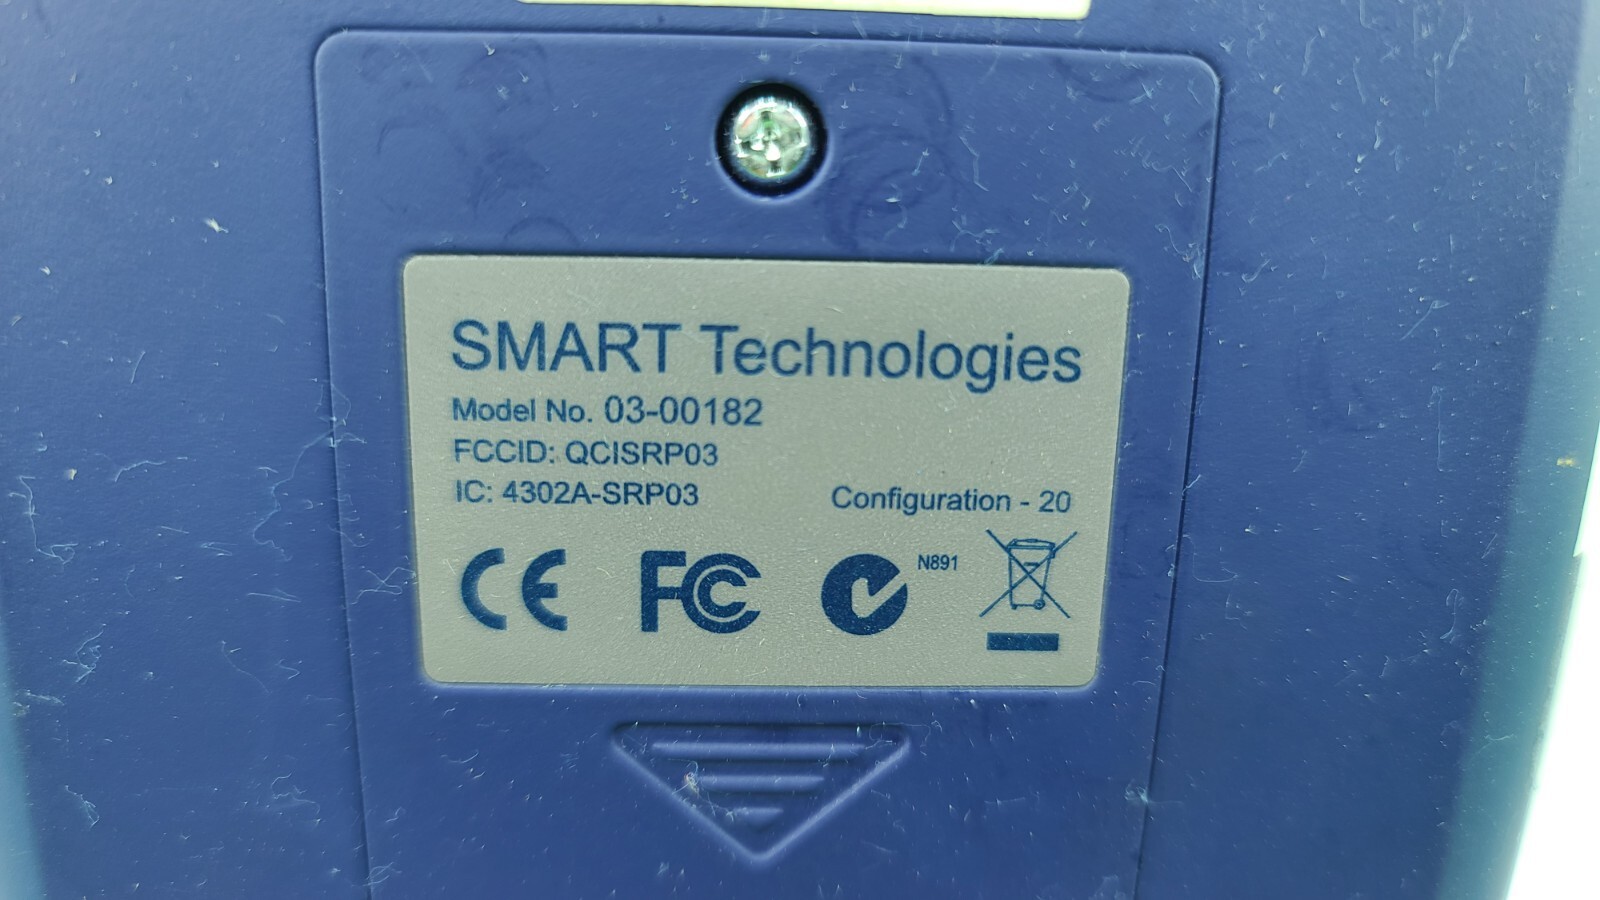 SMART Technologies
Model No. 03-00182
FCCID: QCISRP03
IC: 4302A-SRP03
Configuration - 20
CE FC N891